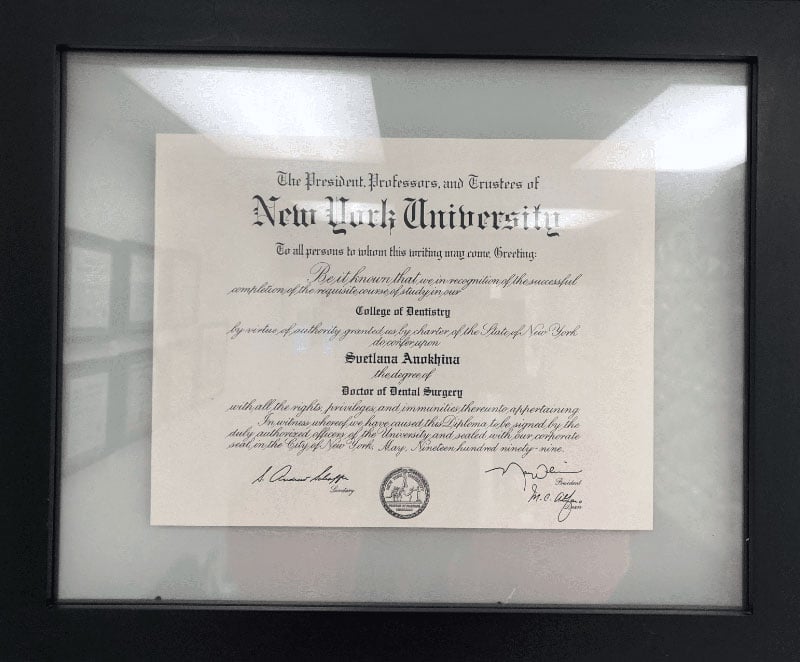 The President, Professors, and Trustees of
New York University
To all persons to whom this writing may come, Greeting:
Be it known that we in recognition of the successful
completion of the requisite course of study in our
College of Dentistry
by virtue of authority granted us by charter of the State of New York
do confer upon
Svetlana Anokhina
the degree of
Doctor of Dental Surgery
with all the rights, privileges, and immunities thereunto appertaining
In witness whereof we have caused this Diploma to be signed by the
duly authorized officers of the University and sealed with our corporate
seal, in the City of New York, May, Nineteen hundred ninety-nine.
Secretary
President
M.C.
Dean